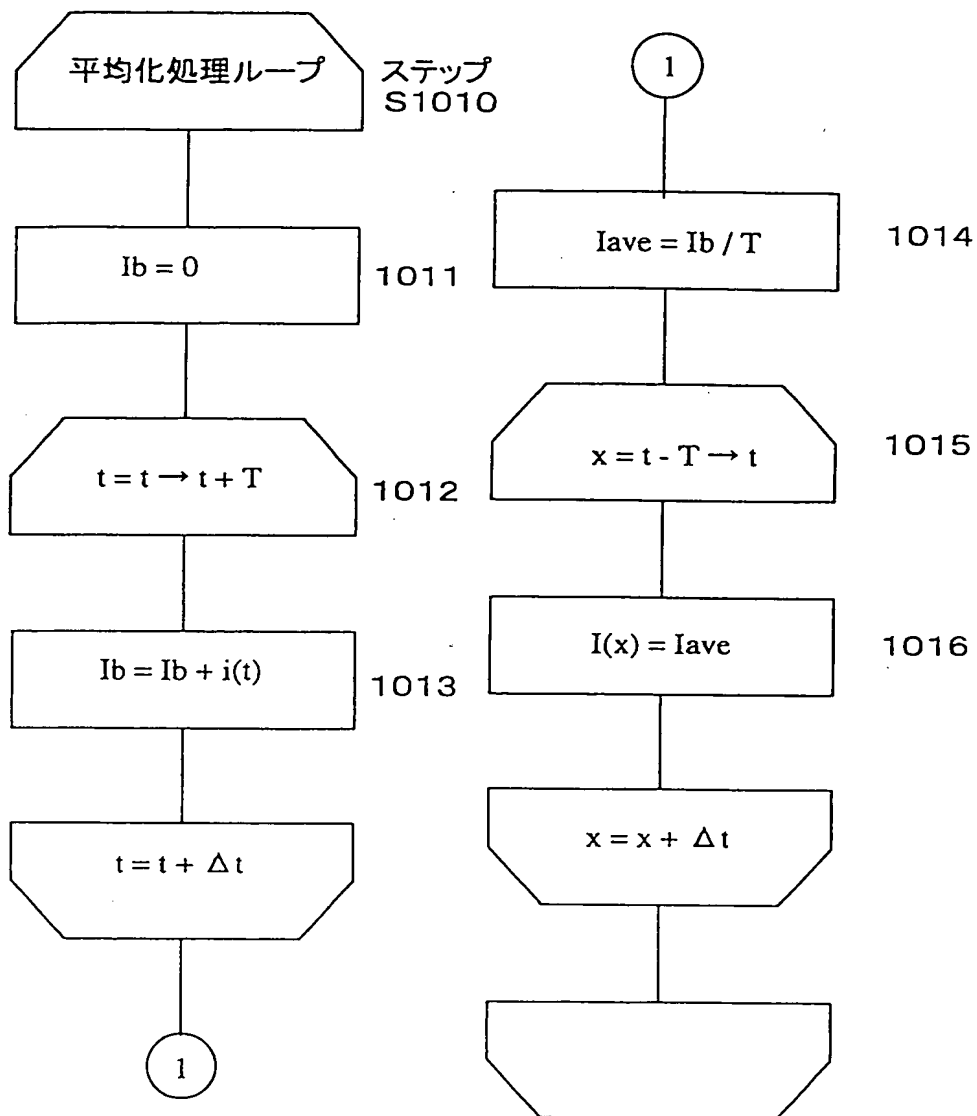 平均化処理ループ
ステップ
S1010
Ib = 0
1011
t = t → t + T
1012
Ib = Ib + i(t)
1013
t = t + Δt
1
1
Iave = Ib / T
1014
x = t - T → t
1015
I(x) = Iave
1016
x = x + Δt